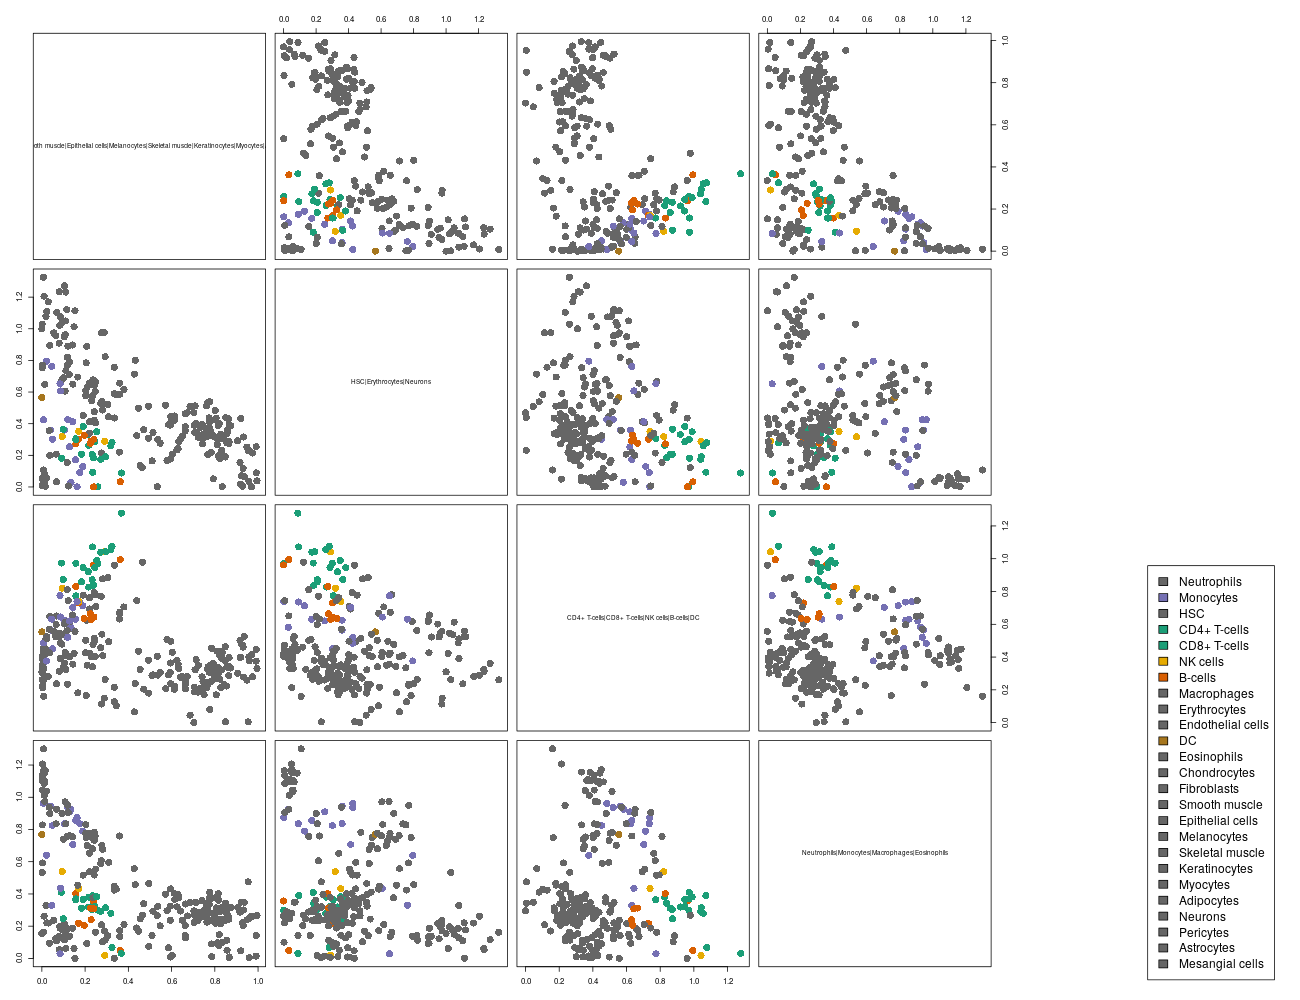 0.0 0.2 0.4 0.6 0.8 1.0 1.2
0.0 0.2 0.4 0.6 0.8 1.0 1.2
0.0 0.2 0.4 0.6 0.8 1.0
oth muscle|Epithelial cells|Melanocytes|Skeletal muscle|Keratinocytes|Myocytes|
0.0 0.2 0.4 0.6 0.8 1.0 1.2
HSC|Erythrocytes|Neurons
0.0 0.2 0.4 0.6 0.8 1.0 1.2
CD4+ T-cells|CD8+ T-cells|NK cells|B-cells|DC
0.0 0.2 0.4 0.6 0.8 1.0 1.2
Neutrophils|Monocytes|Macrophages|Eosinophils
0.0 0.2 0.4 0.6 0.8 1.0
0.0 0.2 0.4 0.6 0.8 1.0 1.2
Neutrophils
Monocytes
HSC
CD4+ T-cells
CD8+ T-cells
NK cells
B-cells
Macrophages
Erythrocytes
Endothelial cells
DC
Eosinophils
Chondrocytes
Fibroblasts
Smooth muscle
Epithelial cells
Melanocytes
Skeletal muscle
Keratinocytes
Myocytes
Adipocytes
Neurons
Pericytes
Astrocytes
Mesangial cells